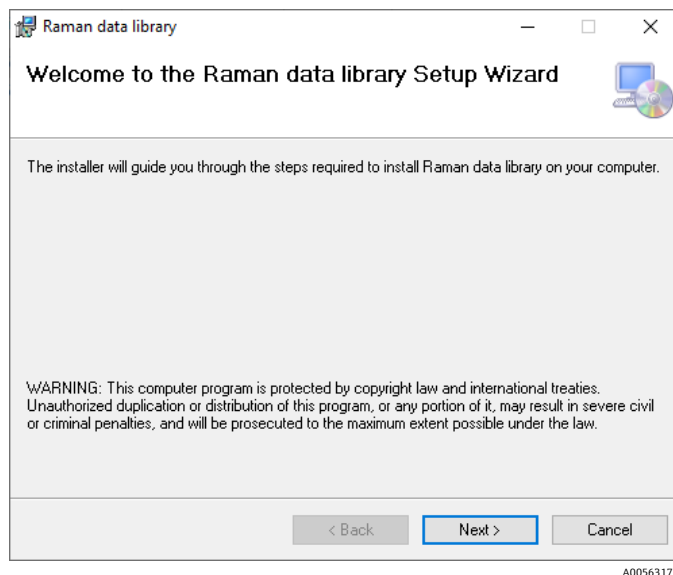 Raman data library
Welcome to the Raman data library Setup Wizard
The installer will guide you through the steps required to install Raman data library on your computer.
WARNING: This computer program is protected by copyright law and international treaties.
Unauthorized duplication or distribution of this program, or any portion of it, may result in severe civil
or criminal penalties, and will be prosecuted to the maximum extent possible under the law.
< Back
Next >
Cancel
A0056317